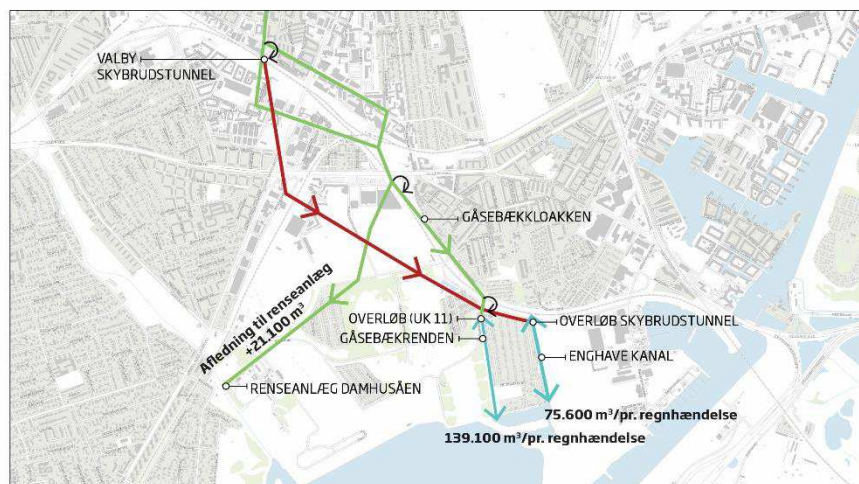 VALBY
SKYBRUDSTUNNEL
GÅSEBÆKKLOAKKEN
Afledning til renseanlæg
+21.100 m³
OVERLØB (UK 11)
OVERLØB SKYBRUDSTUNNEL
GÅSEBÆKRENDEN
ENGHAVE KANAL
RENSEANLÆG DAMHUSÅEN
75.600 m³/pr. regnhændelse
139.100 m³/pr. regnhændelse